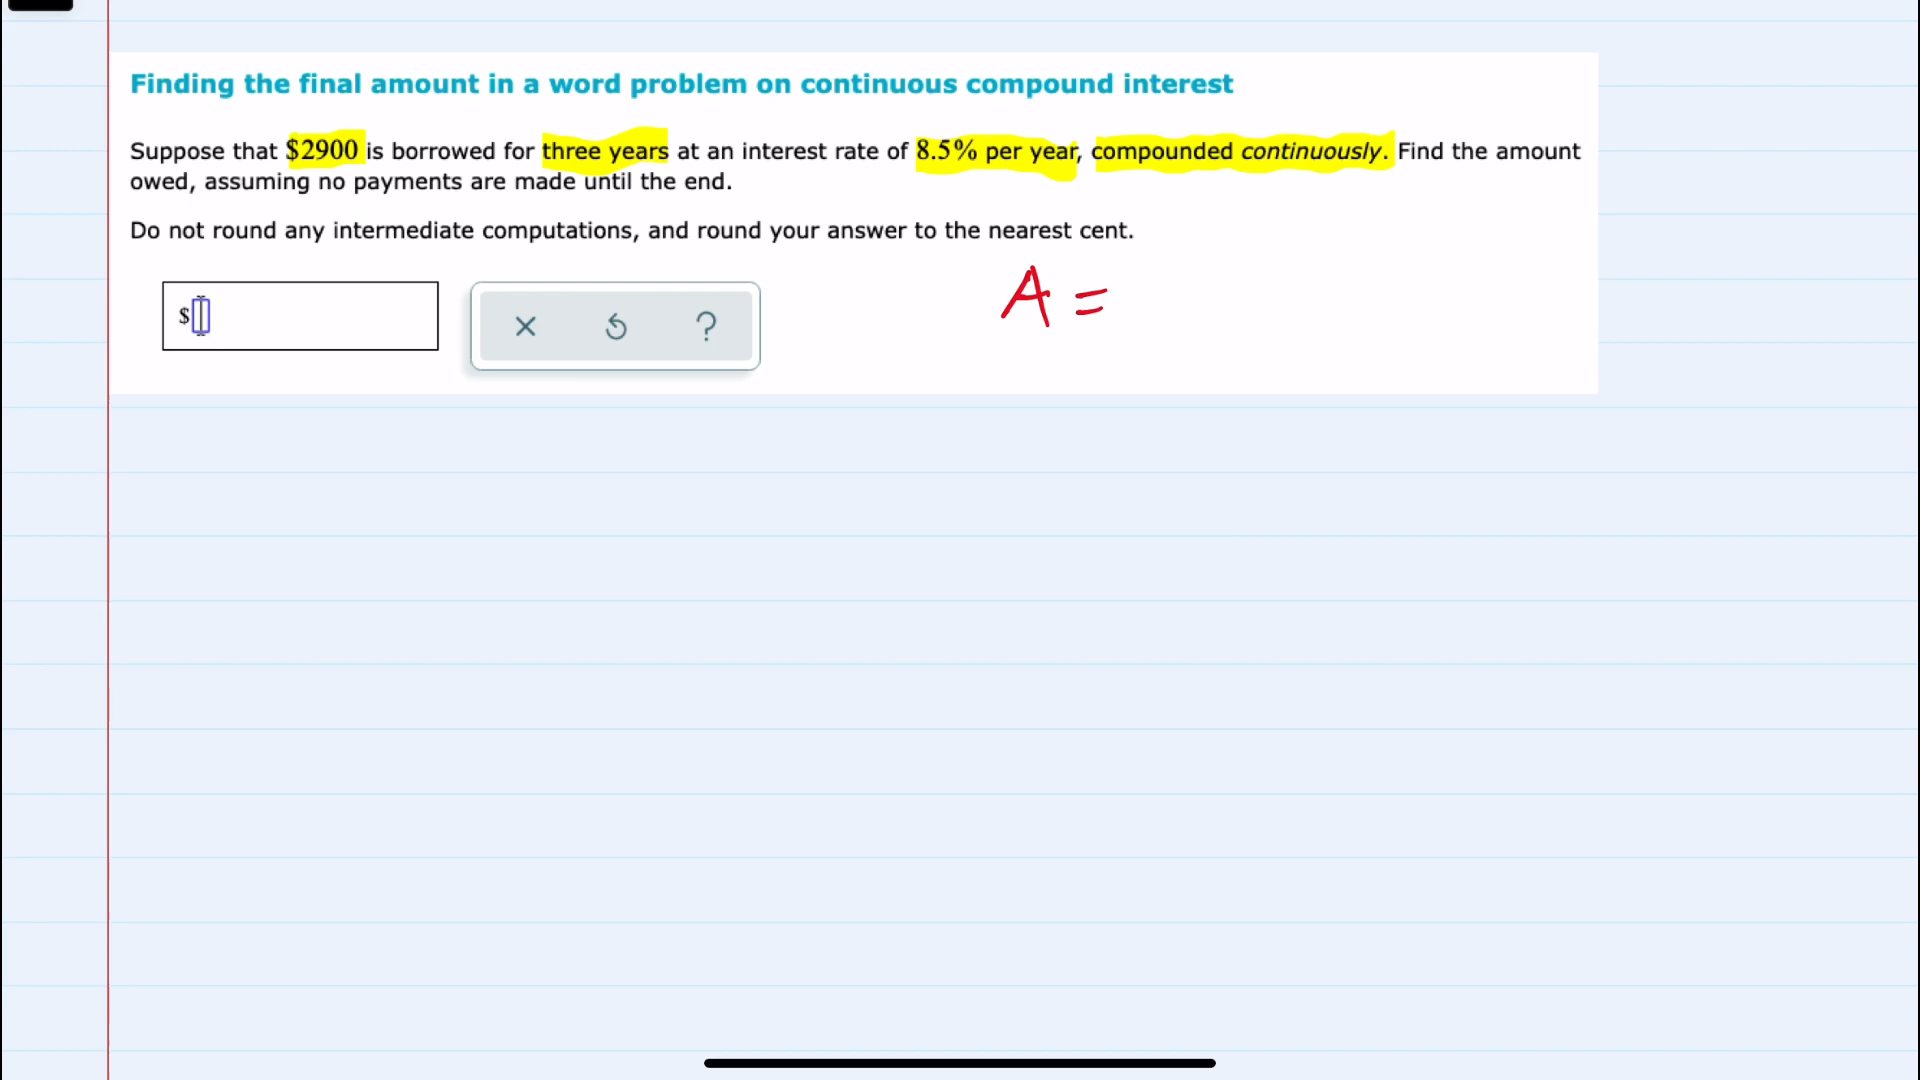 Finding the final amount in a word problem on continuous compound interest
Suppose that $2900 is borrowed for three years at an interest rate of 8.5% per year, compounded continuously. Find the amount
owed, assuming no payments are made until the end.
Do not round any intermediate computations, and round your answer to the nearest cent.
A =
$
?